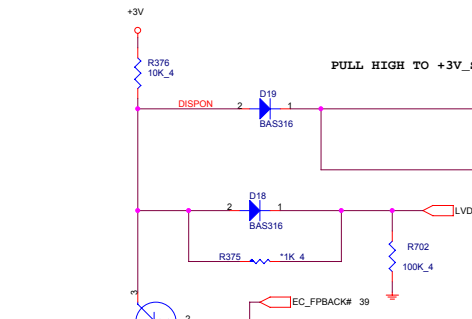 +3V
R376
10K_4
PULL HIGH TO +3V_S
D19
DISPON
2
1
BAS316
D18
2
1
LVD
BAS316
R375
*1K_4
R702
100K_4
3
EC_FPBACK# 39
2